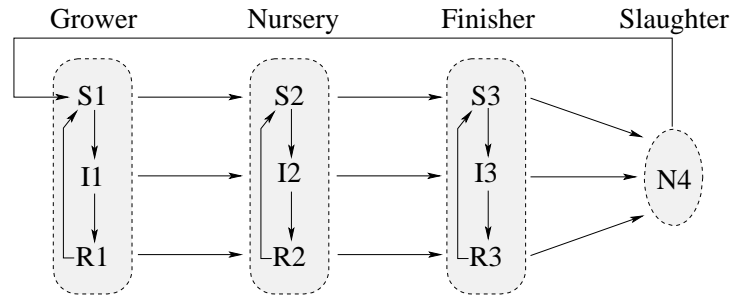 Grower Nursery Finisher Slaughter
S1 S2 S3
I1 I2 I3 N4
R1 R2 R3